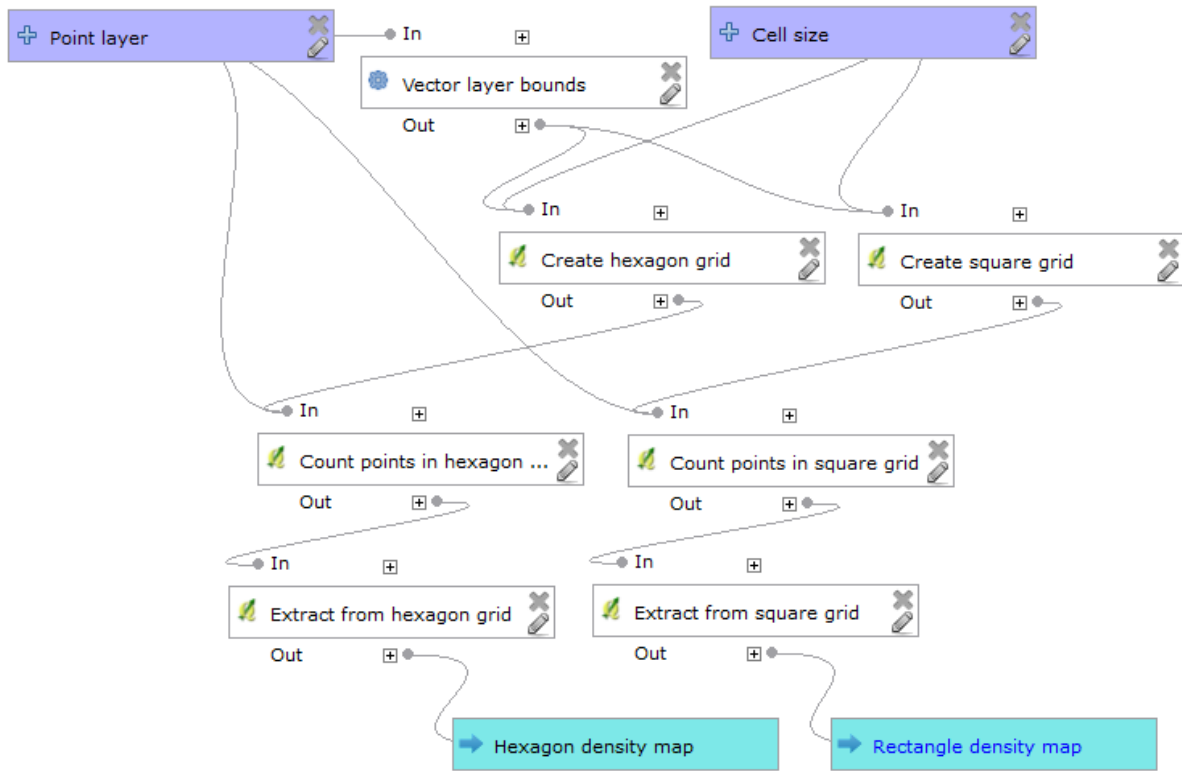 Point layer
In
Cell size
Vector layer bounds
Out
In
In
Create hexagon grid
Create square grid
Out
Out
In
In
Count points in hexagon ...
Count points in square grid
Out
Out
In
In
Extract from hexagon grid
Extract from square grid
Out
Out
Hexagon density map
Rectangle density map